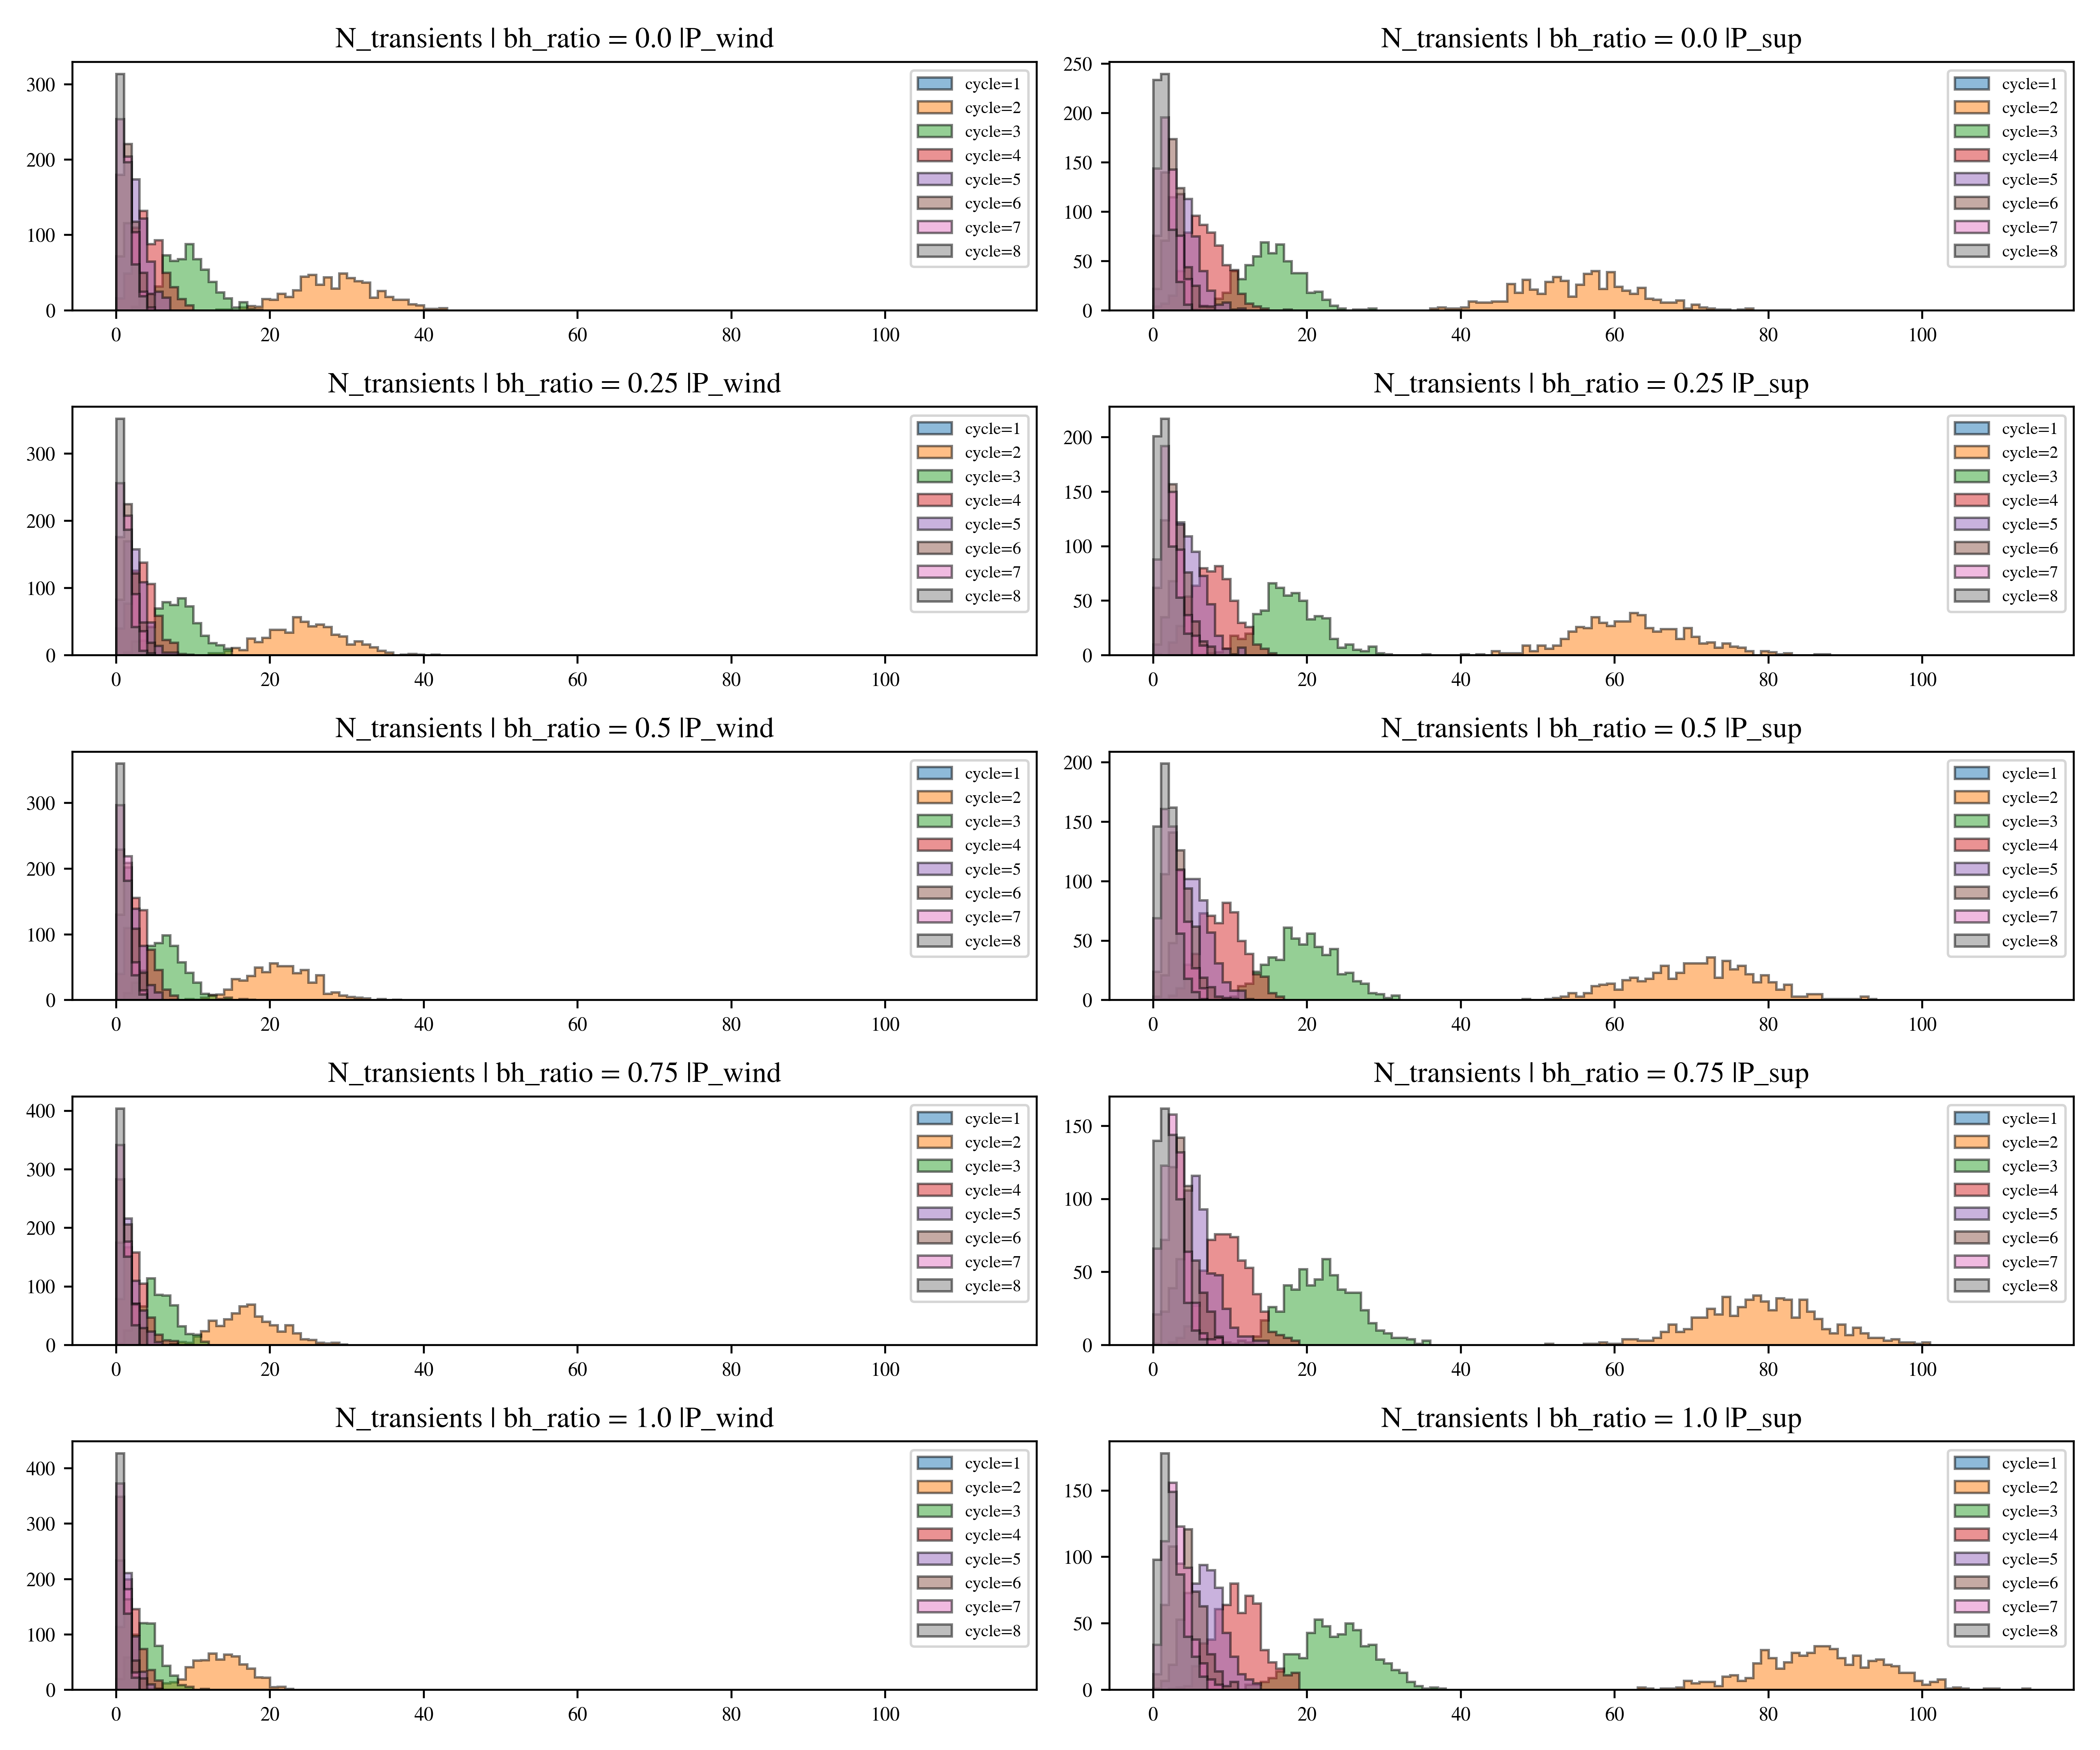 N_transients | bh_ratio = 0.0 |P_wind
300
200
100
0
0 20 40 60 80 100
cycle=1
cycle=2
cycle=3
cycle=4
cycle=5
cycle=6
cycle=7
cycle=8
N_transients | bh_ratio = 0.0 |P_sup
250
200
150
100
50
0
0 20 40 60 80 100
cycle=1
cycle=2
cycle=3
cycle=4
cycle=5
cycle=6
cycle=7
cycle=8
N_transients | bh_ratio = 0.25 |P_wind
300
200
100
0
0 20 40 60 80 100
cycle=1
cycle=2
cycle=3
cycle=4
cycle=5
cycle=6
cycle=7
cycle=8
N_transients | bh_ratio = 0.25 |P_sup
200
150
100
50
0
0 20 40 60 80 100
cycle=1
cycle=2
cycle=3
cycle=4
cycle=5
cycle=6
cycle=7
cycle=8
N_transients | bh_ratio = 0.5 |P_wind
300
200
100
0
0 20 40 60 80 100
cycle=1
cycle=2
cycle=3
cycle=4
cycle=5
cycle=6
cycle=7
cycle=8
N_transients | bh_ratio = 0.5 |P_sup
200
150
100
50
0
0 20 40 60 80 100
cycle=1
cycle=2
cycle=3
cycle=4
cycle=5
cycle=6
cycle=7
cycle=8
N_transients | bh_ratio = 0.75 |P_wind
400
300
200
100
0
0 20 40 60 80 100
cycle=1
cycle=2
cycle=3
cycle=4
cycle=5
cycle=6
cycle=7
cycle=8
N_transients | bh_ratio = 0.75 |P_sup
150
100
50
0
0 20 40 60 80 100
cycle=1
cycle=2
cycle=3
cycle=4
cycle=5
cycle=6
cycle=7
cycle=8
N_transients | bh_ratio = 1.0 |P_wind
400
300
200
100
0
0 20 40 60 80 100
cycle=1
cycle=2
cycle=3
cycle=4
cycle=5
cycle=6
cycle=7
cycle=8
N_transients | bh_ratio = 1.0 |P_sup
150
100
50
0
0 20 40 60 80 100
cycle=1
cycle=2
cycle=3
cycle=4
cycle=5
cycle=6
cycle=7
cycle=8